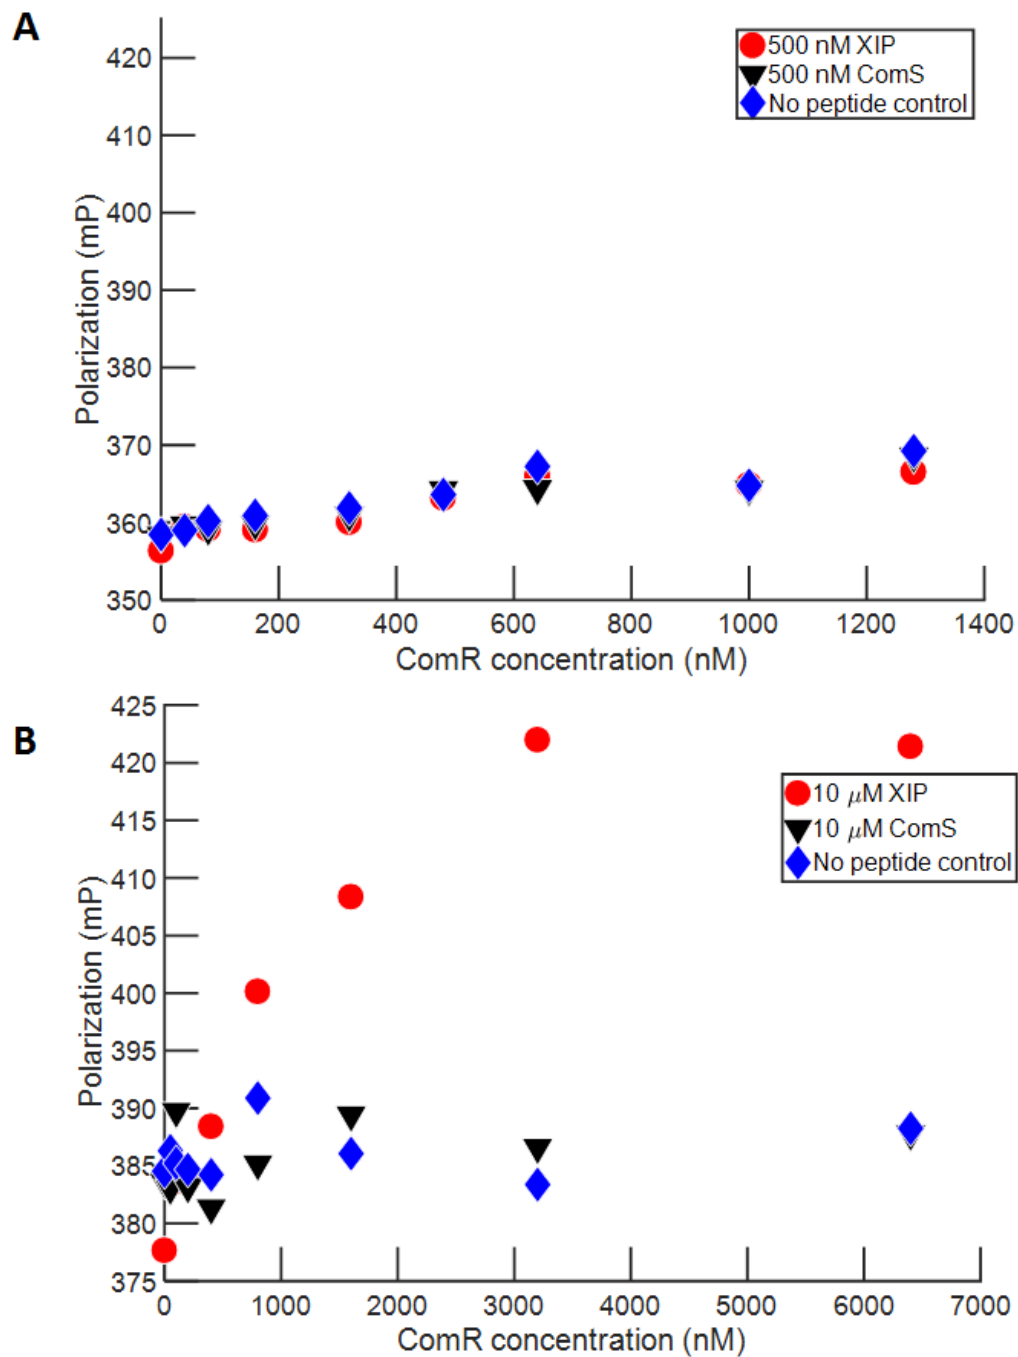 A
500 nM XIP
500 nM ComS
No peptide control
420
410
400
390
380
370
360
350
Polarization (mP)
0 200 400 600 800 1000 1200 1400
ComR concentration (nM)
B
425
420
415
410
405
400
395
390
385
380
375
10 μM XIP
10 μM ComS
No peptide control
Polarization (mP)
0 1000 2000 3000 4000 5000 6000 7000
ComR concentration (nM)